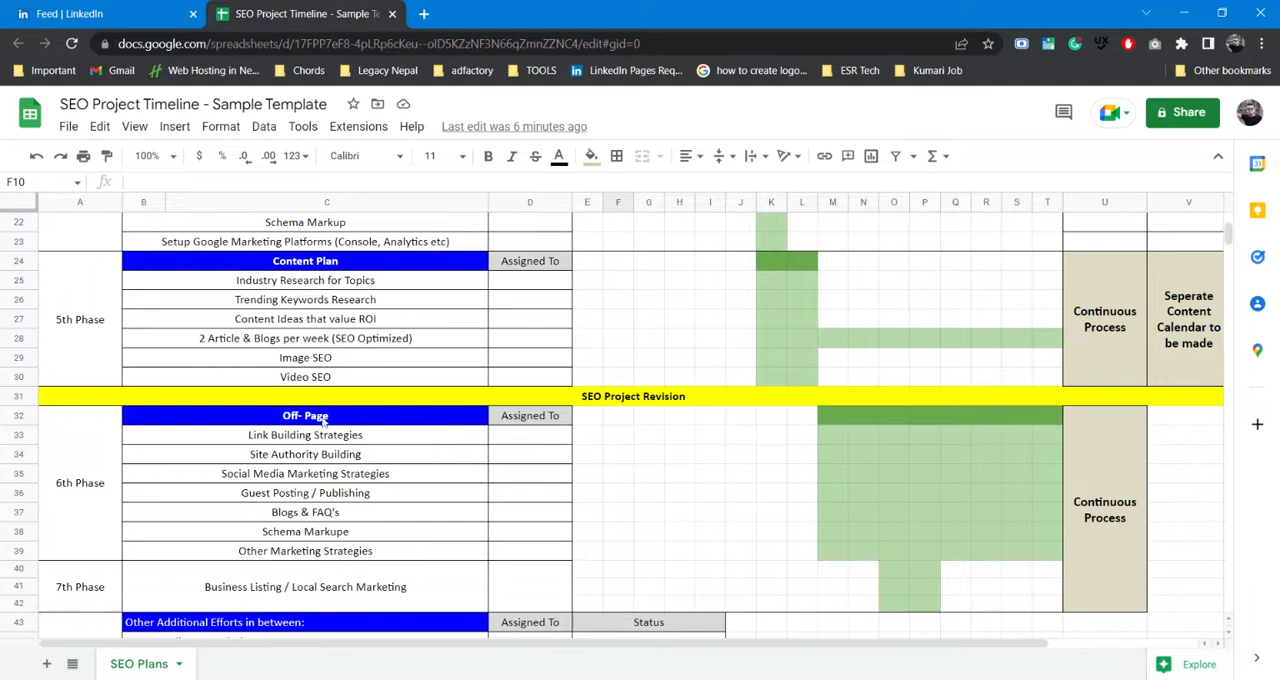 Feed | LinkedIn
SEO Project Timeline - Sample Te
docs.google.com/spreadsheets/d/17FPP7eF8-4pLRp6cKeu--olD5KZzNF3N66qZmnZZNC4/edit#gid=0
Important Gmail Web Hosting in Ne... Chords Legacy Nepal adfactory TOOLS LinkedIn Pages Req... how to create logo... ESR Tech Kumari Job Other bookmarks
SEO Project Timeline - Sample Template
File Edit View Insert Format Data Tools Extensions Help Last edit was 6 minutes ago
Share
100% $ % .0 .00 123 Calibri 11 B I S A
F10 fx
A B C D E F G H I J K L M N O P Q R S T U V
22 Schema Markup
23 Setup Google Marketing Platforms (Console, Analytics etc)
24 Content Plan Assigned To
25 Industry Research for Topics
26 Trending Keywords Research
27 Content Ideas that value ROI
28 2 Article & Blogs per week (SEO Optimized)
29 Image SEO
30 Video SEO
5th Phase
Continuous
Process
Seperate
Content
Calendar to
be made
31 SEO Project Revision
32 Off- Page Assigned To
33 Link Building Strategies
34 Site Authority Building
35 Social Media Marketing Strategies
36 Guest Posting / Publishing
37 Blogs & FAQ's
38 Schema Markupe
39 Other Marketing Strategies
6th Phase
Continuous
Process
40
41 7th Phase Business Listing / Local Search Marketing
42
43 Other Additional Efforts in between: Assigned To Status
SEO Plans
Explore